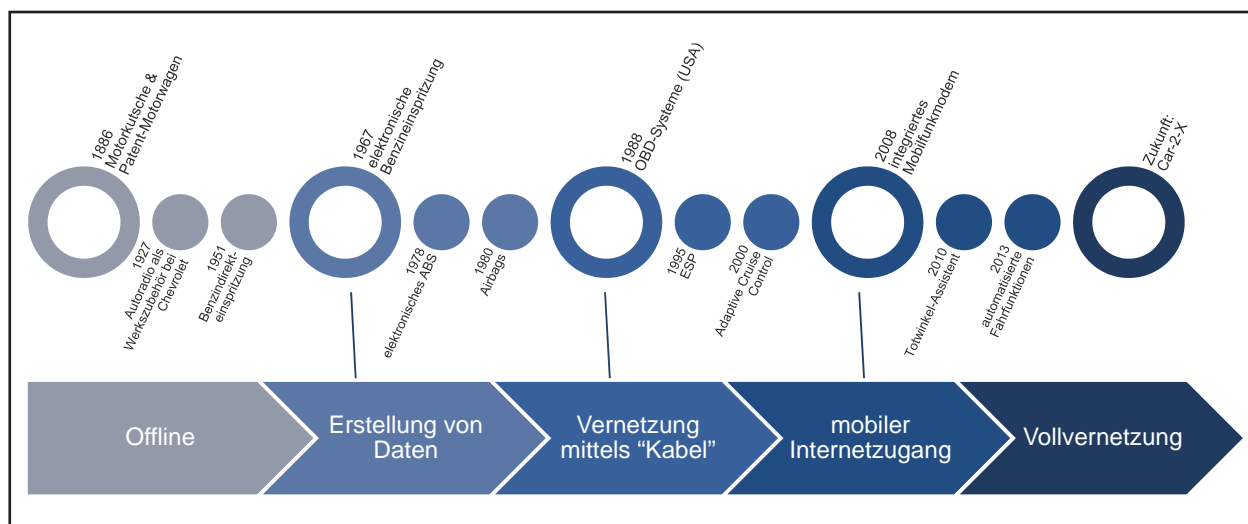 1886
Motorkutsche &
Patent-Motorwagen
1927
Autoradio als
Werkszubehör bei
Chevrolet
1951
Benzindirekt-
einspritzung
1967
elektronische
Benzineinspritzung
1978
elektronisches ABS
1980
Airbags
1988
OBD-Systeme (USA)
1995
ESP
2000
Adaptive Cruise
Control
2008
integriertes
Mobilfunkmodem
2010
Totwinkel-Assistent
2013
automatisierte
Fahrfunktionen
Zukunft:
Car-2-X
Offline
Erstellung von
Daten
Vernetzung
mittels “Kabel”
mobiler
Internetzugang
Vollvernetzung